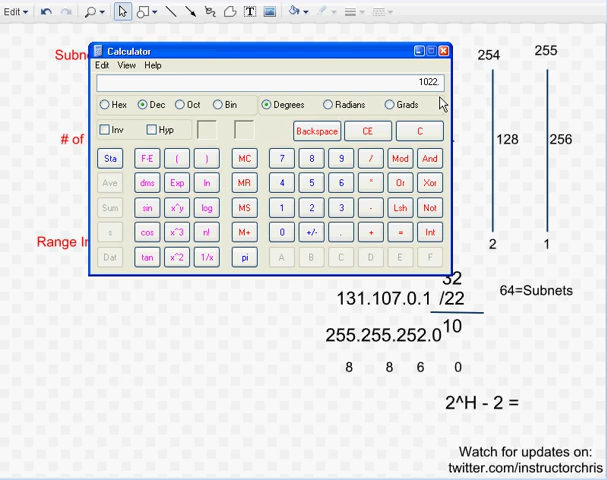 Edit
254 255
Subn
Calculator
Edit View Help
1022.
Hex Dec Oct Bin Degrees Radians Grads
Inv Hyp Backspace CE C
Sta F-E ( ) MC 7 8 9 / Mod And
Ave dms Exp ln MR 4 5 6 * Or Xor
Sum sin x^y log MS 1 2 3 - Lsh Not
s cos x^3 n! M+ 0 +/- . + = Int
Dat tan x^2 1/x pi A B C D E F
# of
128 256
Range In
2 1
32
131.107.0.1 /22
64=Subnets
10
255.255.252.0
8 8 6 0
2^H - 2 =
Watch for updates on:
twitter.com/instructorchris